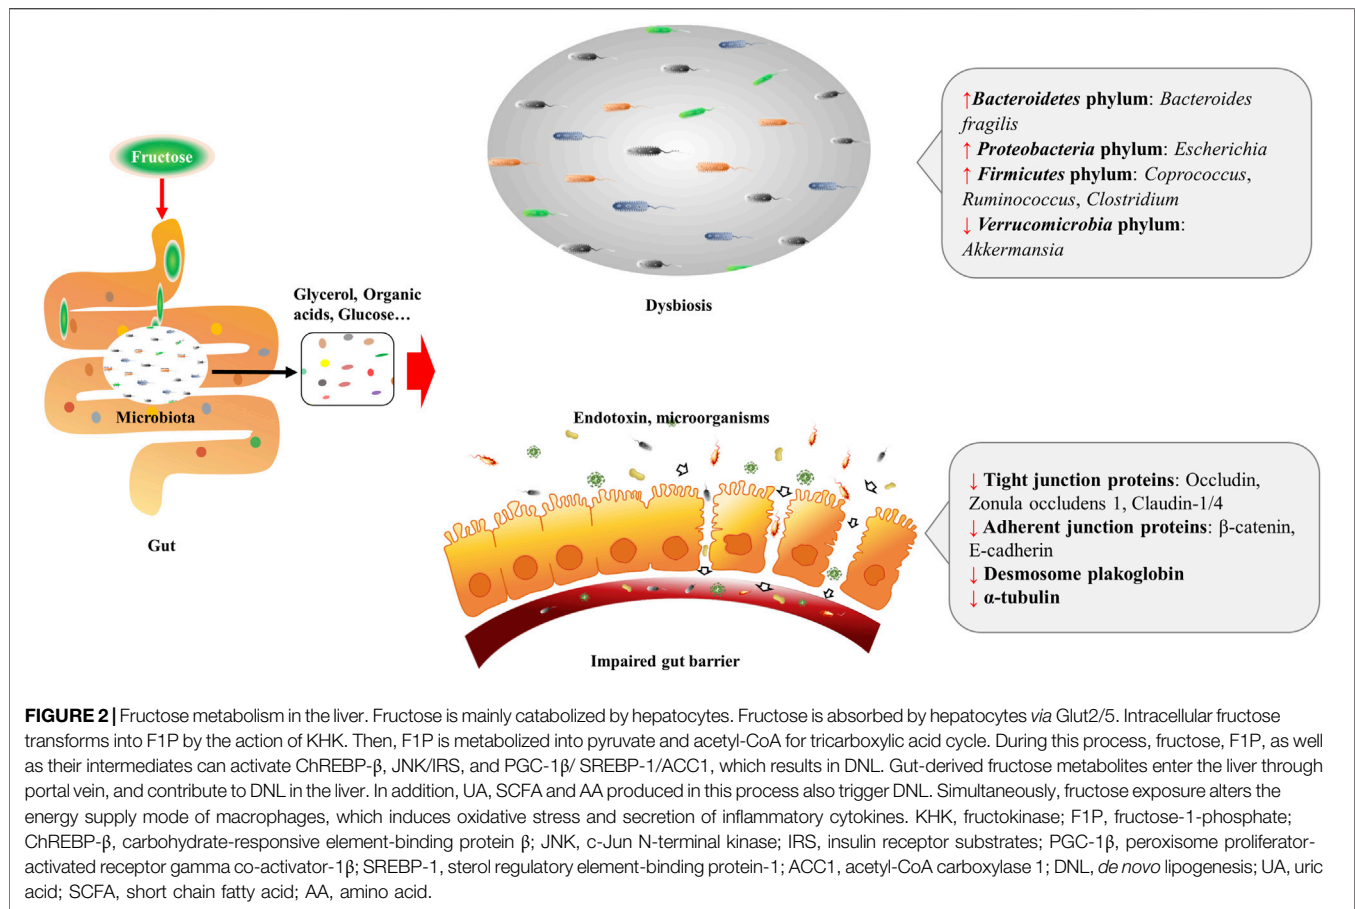 Fructose
Glycerol, Organic
acids, Glucose…
Microbiota
Gut
Dysbiosis
↑Bacteroidetes phylum: Bacteroides
fragilis
↑ Proteobacteria phylum: Escherichia
↑ Firmicutes phylum: Coprococcus,
Ruminococcus, Clostridium
↓ Verrucomicrobia phylum:
Akkermansia
Endotoxin, microorganisms
Impaired gut barrier
↓ Tight junction proteins: Occludin,
Zonula occludens 1, Claudin-1/4
↓ Adherent junction proteins: β-catenin,
E-cadherin
↓ Desmosome plakoglobin
↓ α-tubulin
FIGURE 2 | Fructose metabolism in the liver. Fructose is mainly catabolized by hepatocytes. Fructose is absorbed by hepatocytes via Glut2/5. Intracellular fructose
transforms into F1P by the action of KHK. Then, F1P is metabolized into pyruvate and acetyl-CoA for tricarboxylic acid cycle. During this process, fructose, F1P, as well
as their intermediates can activate ChREBP-β, JNK/IRS, and PGC-1β/ SREBP-1/ACC1, which results in DNL. Gut-derived fructose metabolites enter the liver through
portal vein, and contribute to DNL in the liver. In addition, UA, SCFA and AA produced in this process also trigger DNL. Simultaneously, fructose exposure alters the
energy supply mode of macrophages, which induces oxidative stress and secretion of inflammatory cytokines. KHK, fructokinase; F1P, fructose-1-phosphate;
ChREBP-β, carbohydrate-responsive element-binding protein β; JNK, c-Jun N-terminal kinase; IRS, insulin receptor substrates; PGC-1β, peroxisome proliferator-
activated receptor gamma co-activator-1β; SREBP-1, sterol regulatory element-binding protein-1; ACC1, acetyl-CoA carboxylase 1; DNL, de novo lipogenesis; UA, uric
acid; SCFA, short chain fatty acid; AA, amino acid.